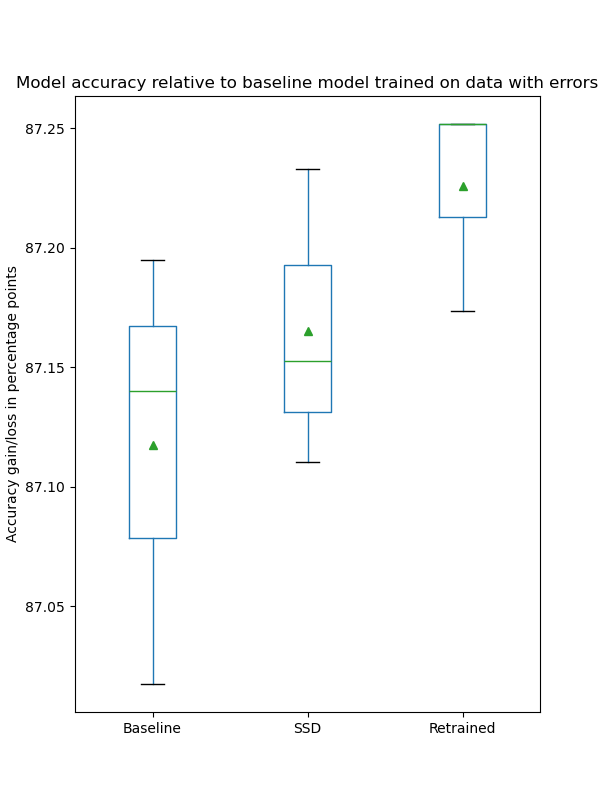 Model accuracy relative to baseline model trained on data with errors
Accuracy gain/loss in percentage points
87.25
87.20
87.15
87.10
87.05
Baseline
SSD
Retrained